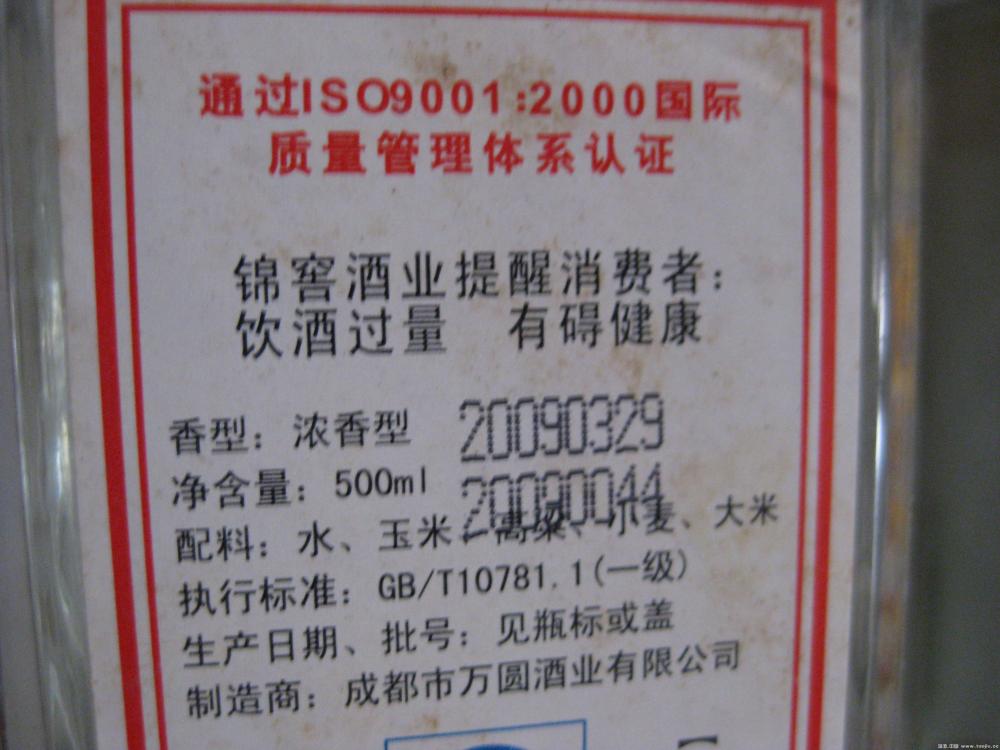 通过ISO9001:2000国际
质量管理体系认证
锦窖酒业提醒消费者：
饮酒过量 有碍健康
香型：浓香型 20090329
净含量：500ml 20090044
配料：水、玉米、高粱、小麦、大米
执行标准：GB/T10781.1(一级)
生产日期、批号：见瓶标或盖
制造商：成都市万圆酒业有限公司